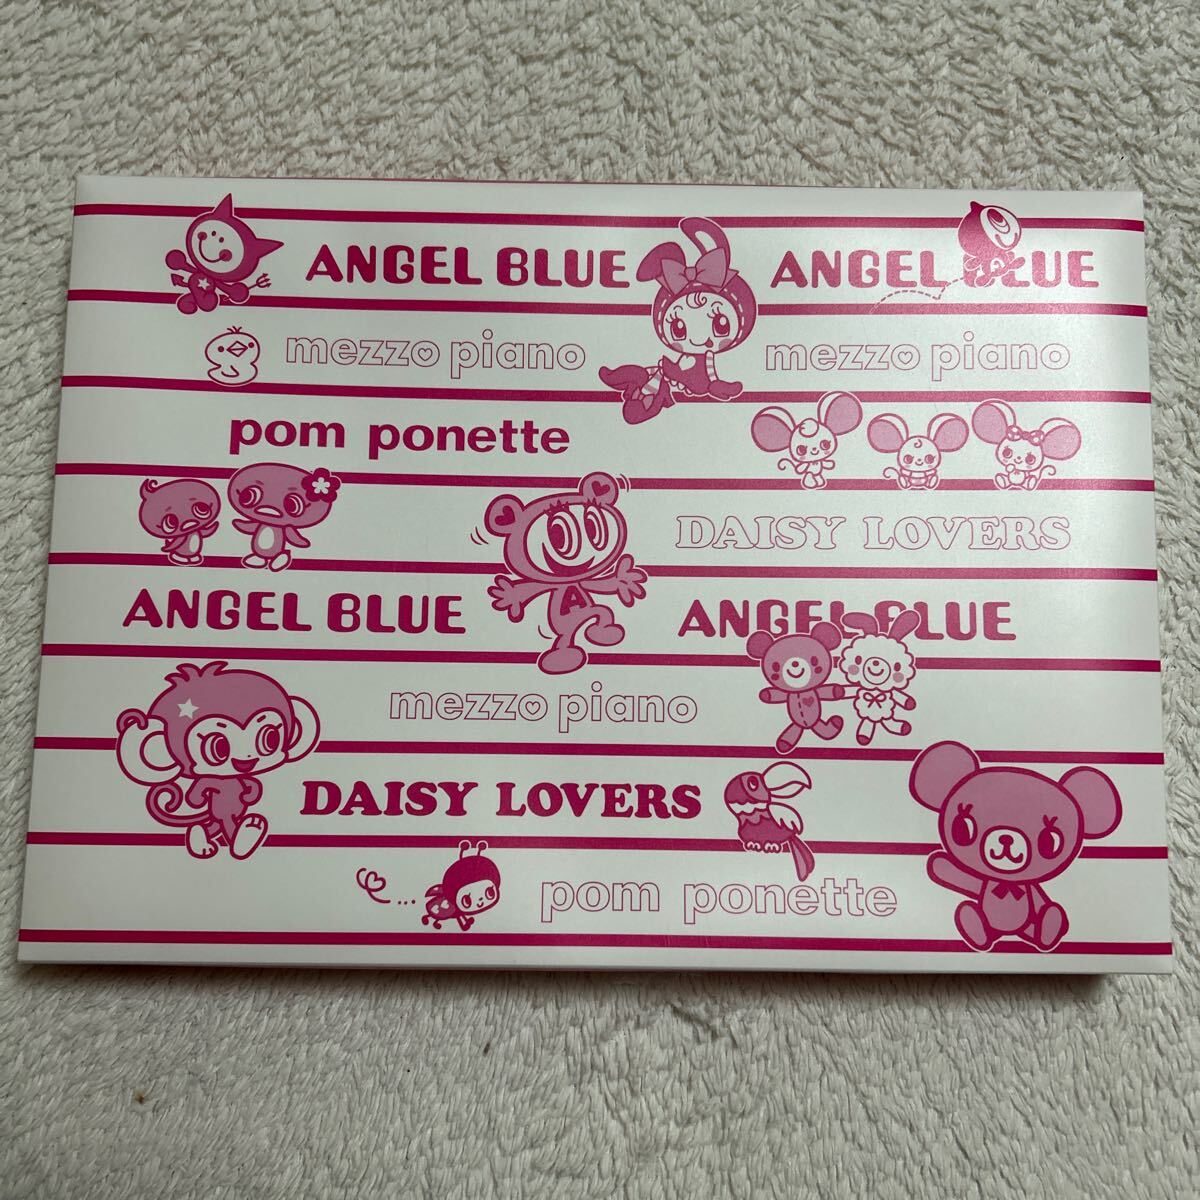 ANGEL BLUE ANGEL BLUE
mezzo piano mezzo piano
pom ponette
DAISY LOVERS
ANGEL BLUE ANGEL BLUE
A
mezzo piano
DAISY LOVERS
pom ponette